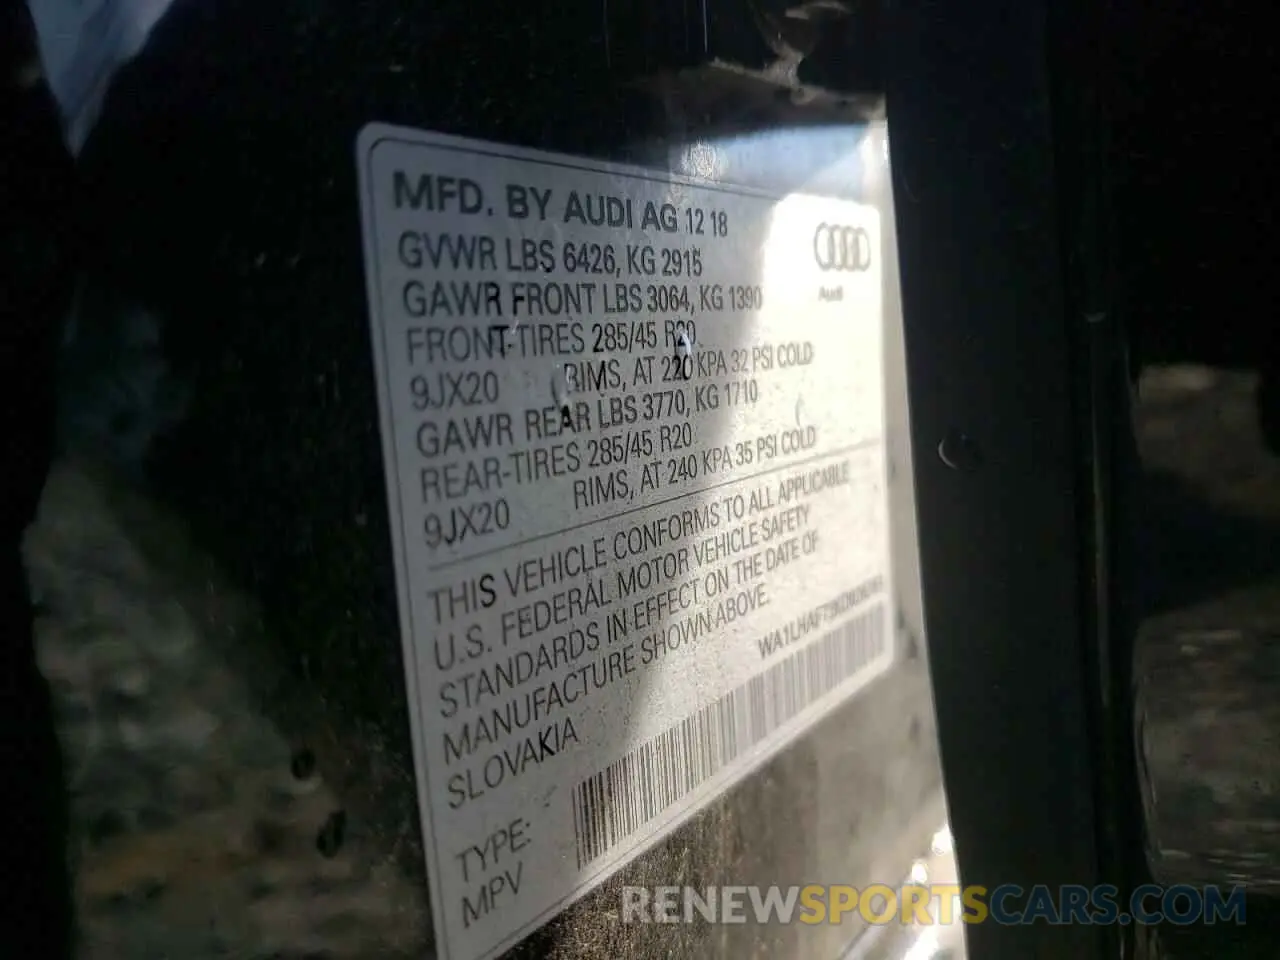 MFD. BY AUDI AG 12 18
GVWR LBS 6426, KG 2915
GAWR FRONT LBS 3064, KG 1390
FRONT-TIRES 285/45 R20
9JX20 RIMS, AT 220 KPA 32 PSI COLD
GAWR REAR LBS 3770, KG 1710
REAR-TIRES 285/45 R20
9JX20 RIMS, AT 240 KPA 35 PSI COLD
Audi
THIS VEHICLE CONFORMS TO ALL APPLICABLE
U.S. FEDERAL MOTOR VEHICLE SAFETY
STANDARDS IN EFFECT ON THE DATE OF
MANUFACTURE SHOWN ABOVE.
SLOVAKIA
TYPE:
MPV
RENEWSPORTSCARS.COM